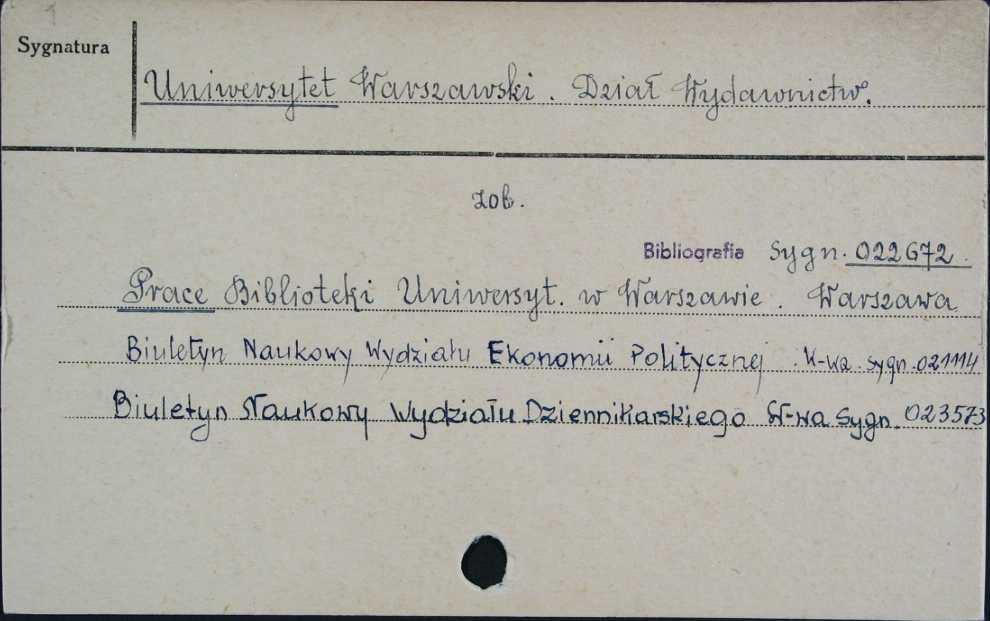 Sygnatura
Uniwersytet Warszawski. Dział Wydawnictw.
zob.
Bibliografia Sygn. 022672.
Prace Biblioteki Uniwersyt. w Warszawie. Warszawa
Biuletyn Naukowy Wydziału Ekonomii Politycznej. W-wa. sygn. 021114
Biuletyn Naukowy Wydziału Dziennikarskiego W-wa Sygn. 023573